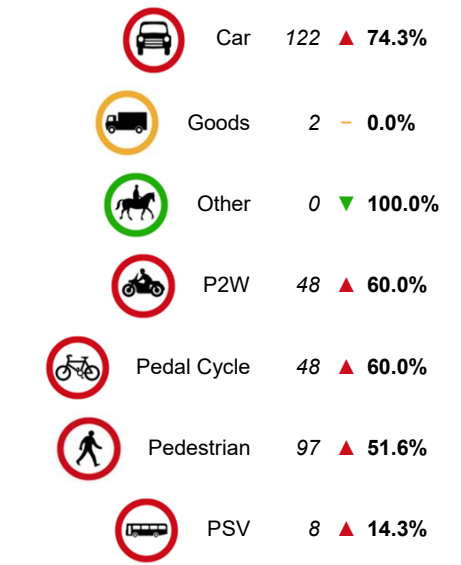 Car 122 ▲ 74.3%
Goods 2 – 0.0%
Other 0 ▼ 100.0%
P2W 48 ▲ 60.0%
Pedal Cycle 48 ▲ 60.0%
Pedestrian 97 ▲ 51.6%
PSV 8 ▲ 14.3%